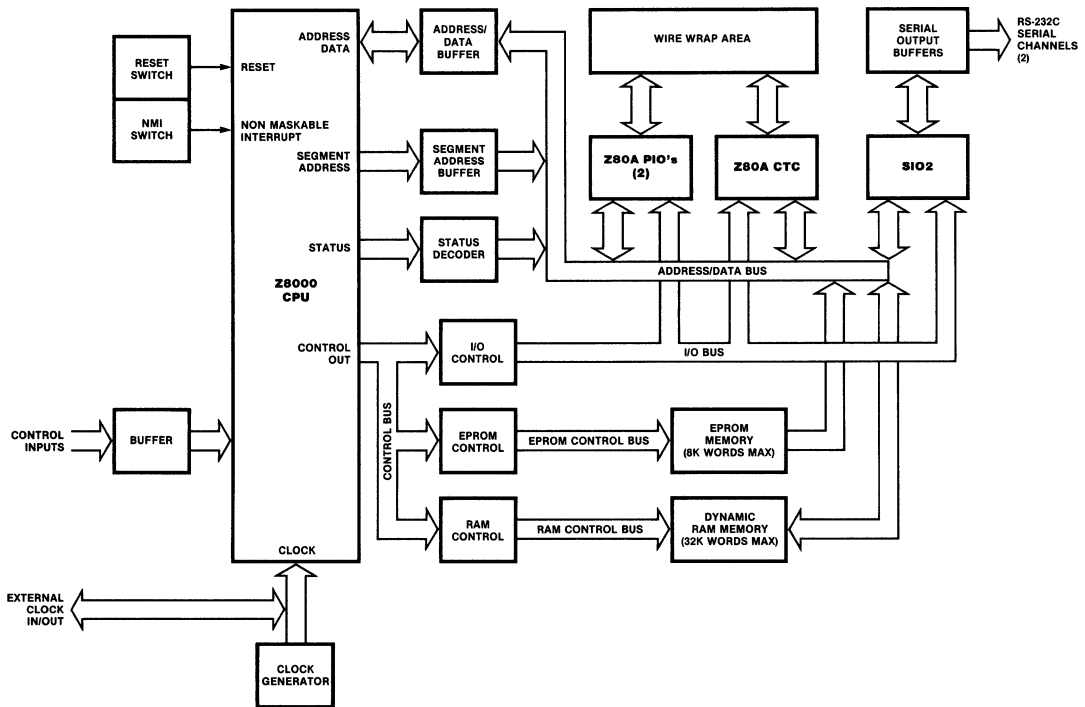 ADDRESS
DATA
ADDRESS/
DATA
BUFFER
WIRE WRAP AREA
SERIAL
OUTPUT
BUFFERS
RS-232C
SERIAL
CHANNELS
(2)
RESET
SWITCH
RESET
NMI
SWITCH
NON MASKABLE
INTERRUPT
SEGMENT
ADDRESS
SEGMENT
ADDRESS
BUFFER
Z80A PIO's
(2)
Z80A CTC
SIO2
STATUS
STATUS
DECODER
ADDRESS/DATA BUS
Z8000
CPU
CONTROL
OUT
I/O
CONTROL
I/O BUS
CONTROL BUS
CONTROL
INPUTS
BUFFER
EPROM
CONTROL
EPROM CONTROL BUS
EPROM
MEMORY
(8K WORDS MAX)
RAM
CONTROL
RAM CONTROL BUS
DYNAMIC
RAM MEMORY
(32K WORDS MAX)
CLOCK
EXTERNAL
CLOCK
IN/OUT
CLOCK
GENERATOR